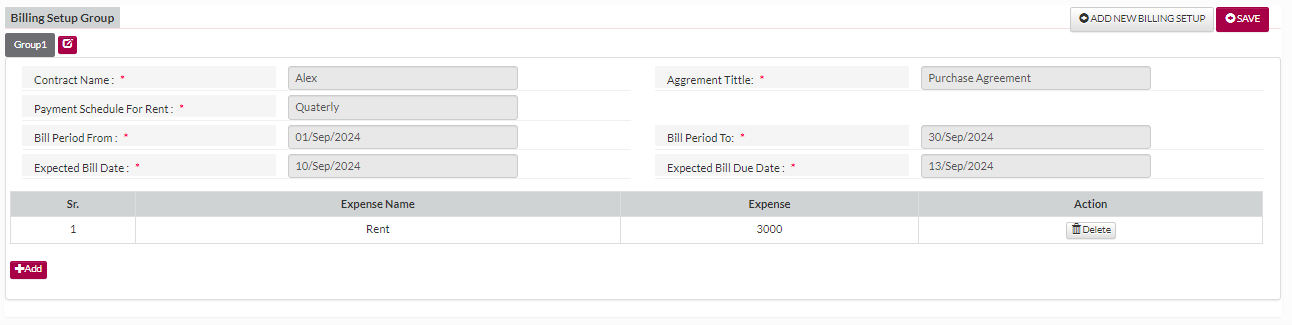 Billing Setup Group
ADD NEW BILLING SETUP
SAVE
Group1
Contract Name : * Alex
Aggrement Tittle: * Purchase Agreement
Payment Schedule For Rent : * Quaterly
Bill Period From : * 01/Sep/2024
Bill Period To: * 30/Sep/2024
Expected Bill Date : * 10/Sep/2024
Expected Bill Due Date : * 13/Sep/2024
Sr. Expense Name Expense Action
1 Rent 3000 Delete
Add